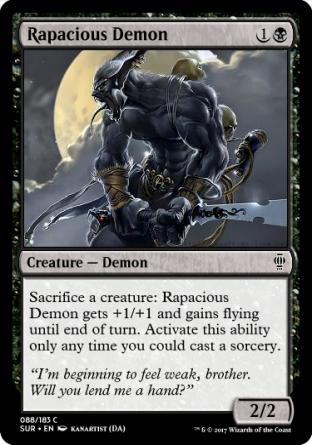 Rapacious Demon 1
Creature — Demon
Sacrifice a creature: Rapacious
Demon gets +1/+1 and gains flying
until end of turn. Activate this ability
only any time you could cast a sorcery.
“I’m beginning to feel weak, brother.
Will you lend me a hand?”
2/2
088/183 C
SUR • EN KANARTIST (DA)
™ & © 2017 Wizards of the Coast